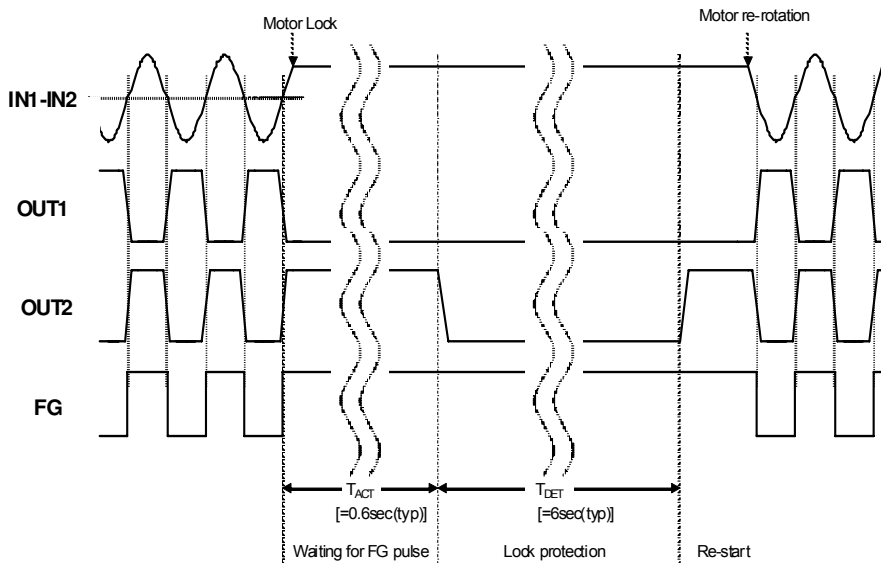 Motor Lock
Motor re-rotation
IN1-IN2
OUT1
OUT2
FG
TACT
[=0.6sec(typ)]
TDET
[=6sec(typ)]
Waiting for FG pulse
Lock protection
Re-start